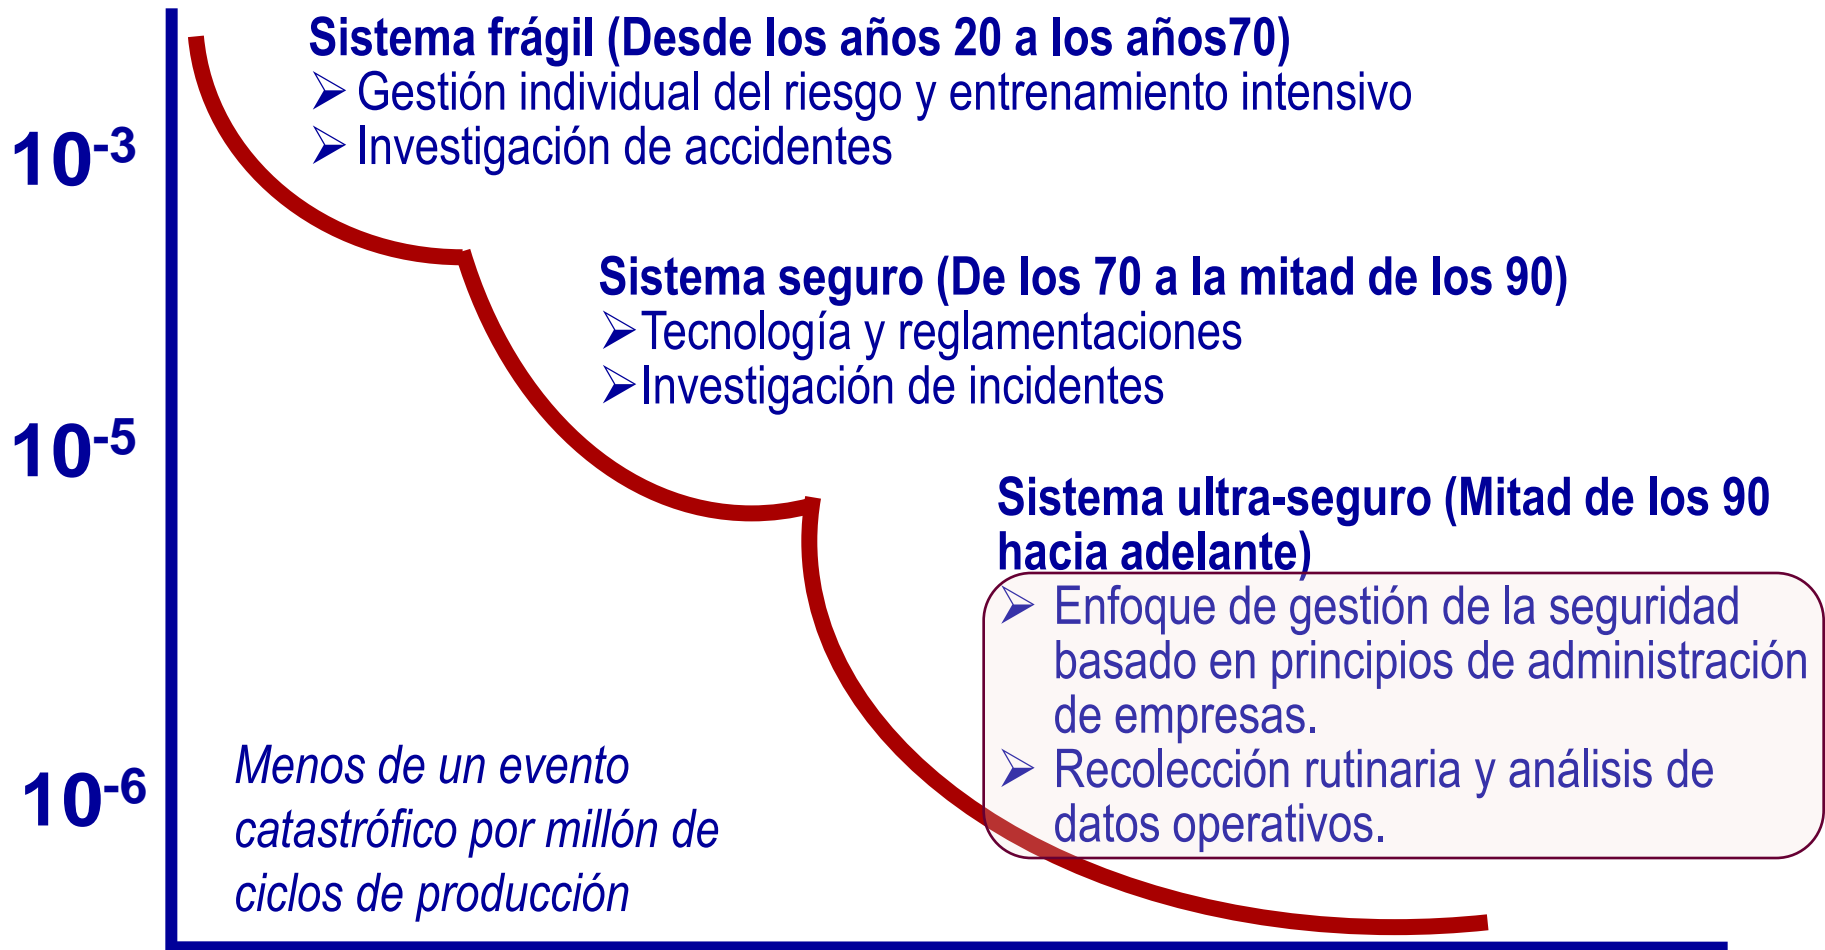 Sistema frágil (Desde los años 20 a los años70)
➢ Gestión individual del riesgo y entrenamiento intensivo
➢ Investigación de accidentes
10⁻³
Sistema seguro (De los 70 a la mitad de los 90)
➢Tecnología y reglamentaciones
➢Investigación de incidentes
10⁻⁵
Sistema ultra-seguro (Mitad de los 90
hacia adelante)
➢ Enfoque de gestión de la seguridad
basado en principios de administración
de empresas.
➢ Recolección rutinaria y análisis de
datos operativos.
10⁻⁶
Menos de un evento
catastrófico por millón de
ciclos de producción